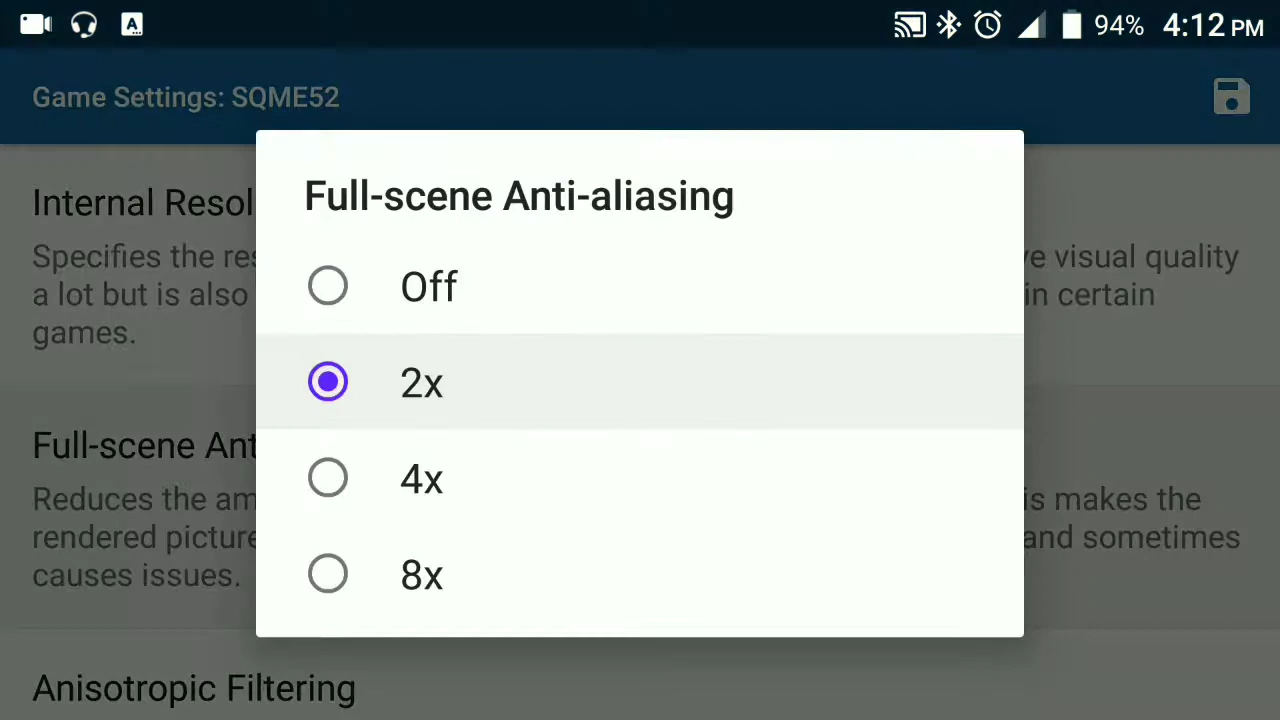 94% 4:12 PM
Game Settings: SQME52
Full-scene Anti-aliasing
Off
2x
4x
8x
Internal Resol
Specifies the res e visual quality
a lot but is also in certain
games.
Full-scene Ant
Reduces the am is makes the
rendered picture and sometimes
causes issues.
Anisotropic Filtering